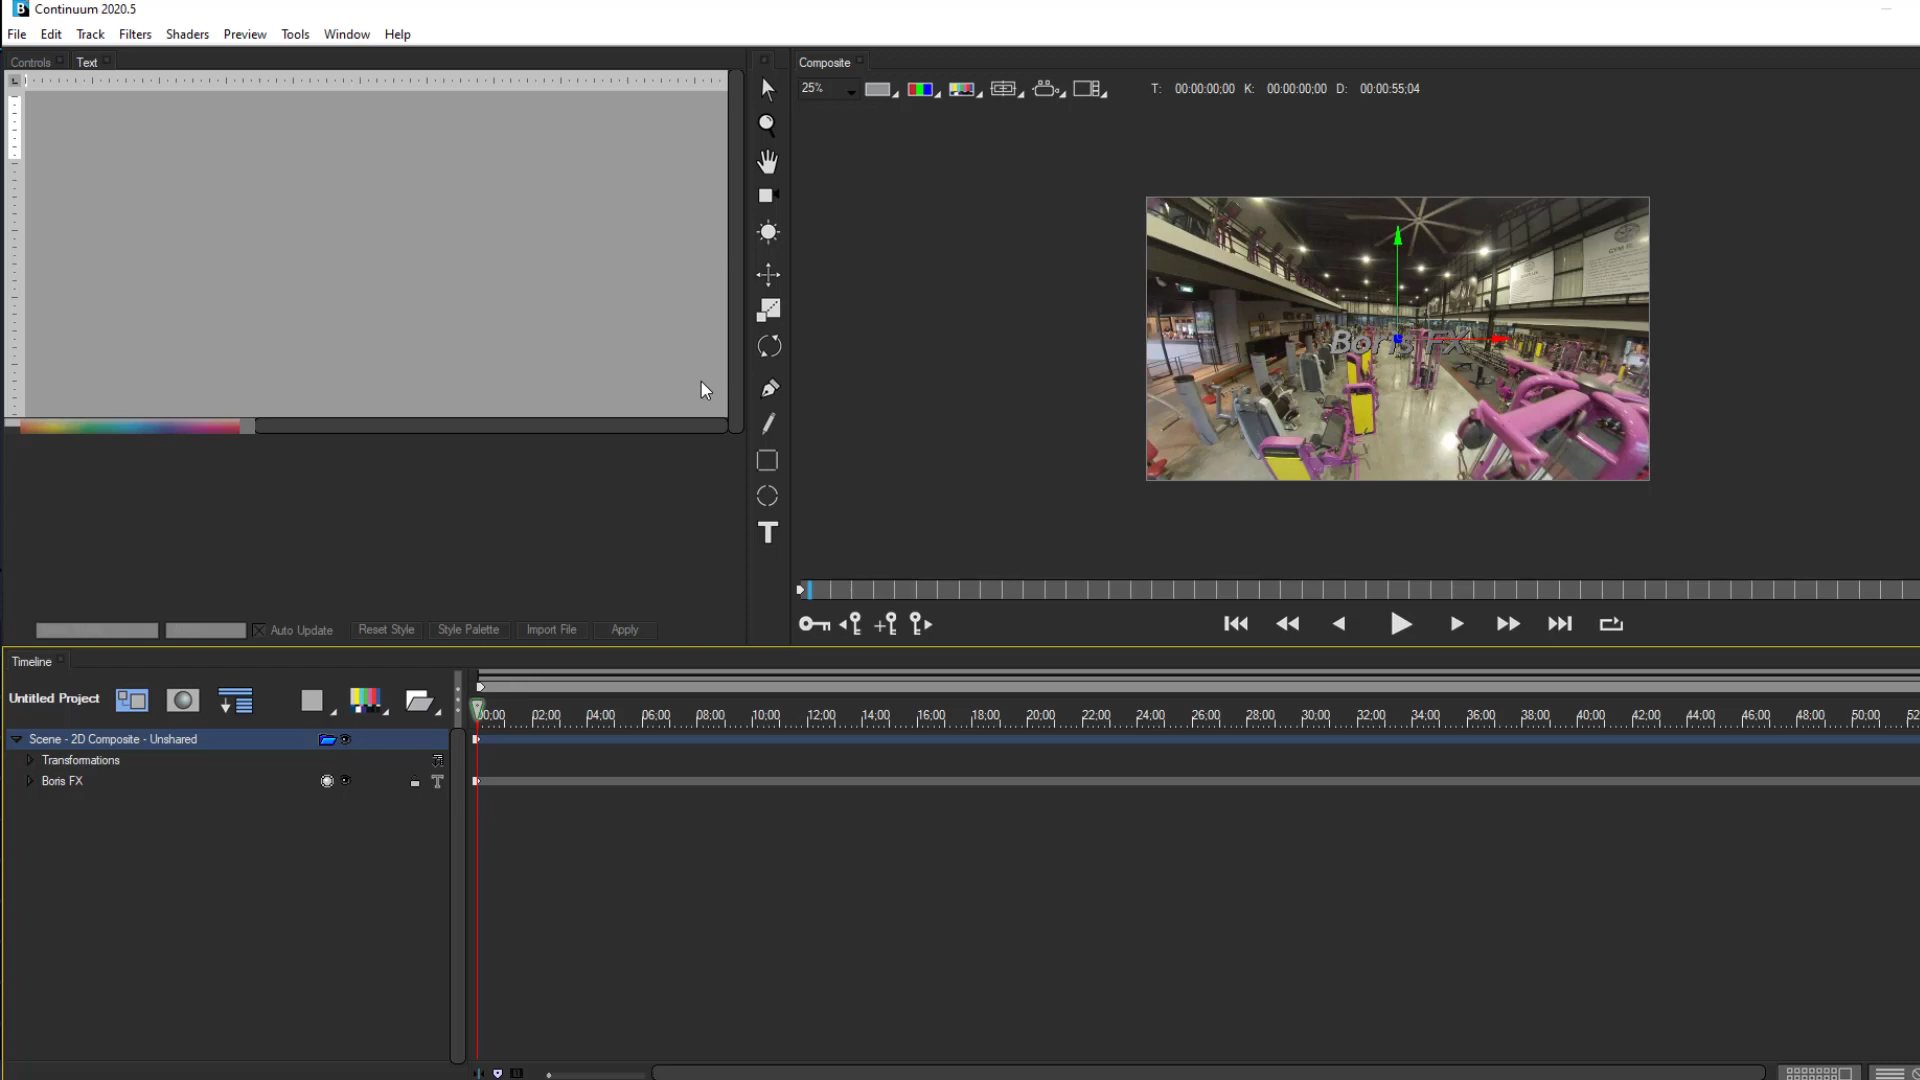 Continuum 2020.5
File Edit Track Filters Shaders Preview Tools Window Help
Controls Text
Composite
25% T: 00:00:00;00 K: 00:00:00;00 D: 00:00:55;04
Boris FX
Auto Update Reset Style Style Palette Import File Apply
Timeline
Untitled Project
00;00 02;00 04;00 06;00 08;00 10;00 12;00 14;00 16;00 18;00 20;00 22;00 24;00 26;00 28;00 30;00 32;00 34;00 36;00 38;00 40;00 42;00 44;00 46;00 48;00 50;00 52
Scene - 2D Composite - Unshared
Transformations
Boris FX